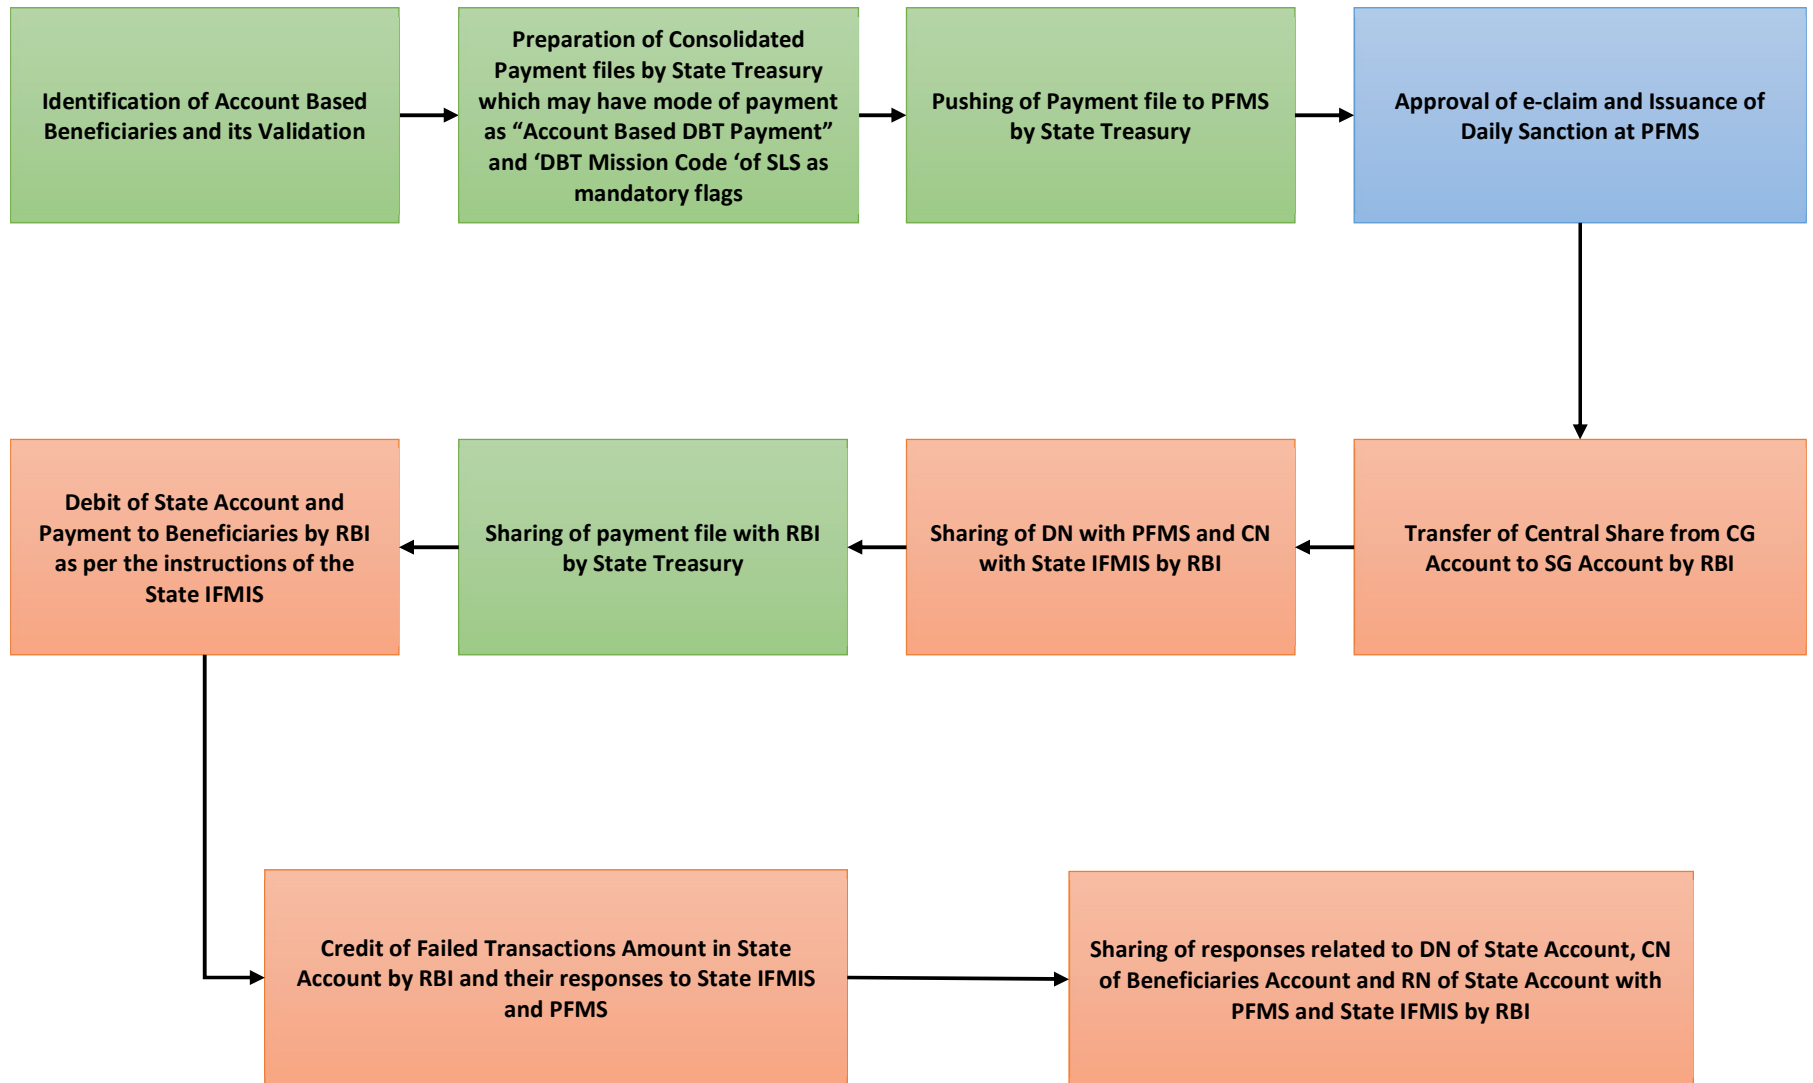 Identification of Account Based
Beneficiaries and its Validation
Preparation of Consolidated
Payment files by State Treasury
which may have mode of payment
as “Account Based DBT Payment”
and ‘DBT Mission Code ‘of SLS as
mandatory flags
Pushing of Payment file to PFMS
by State Treasury
Approval of e-claim and Issuance of
Daily Sanction at PFMS
Transfer of Central Share from CG
Account to SG Account by RBI
Sharing of DN with PFMS and CN
with State IFMIS by RBI
Sharing of payment file with RBI
by State Treasury
Debit of State Account and
Payment to Beneficiaries by RBI
as per the instructions of the
State IFMIS
Credit of Failed Transactions Amount in State
Account by RBI and their responses to State IFMIS
and PFMS
Sharing of responses related to DN of State Account, CN
of Beneficiaries Account and RN of State Account with
PFMS and State IFMIS by RBI